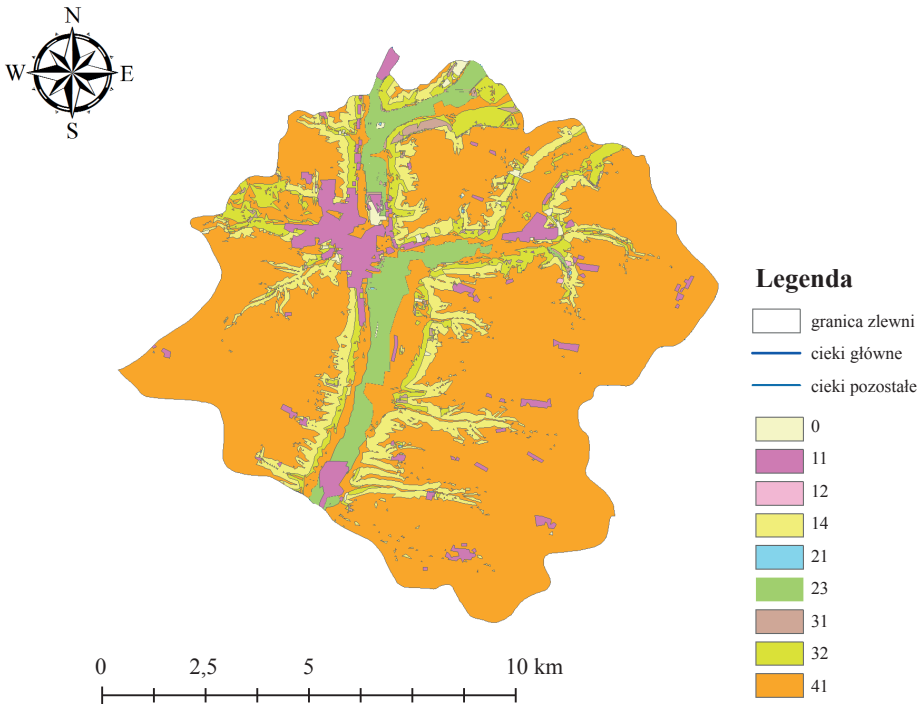 N
W E
S
Legenda
granica zlewni
cieki główne
cieki pozostałe
0
11
12
14
21
23
31
32
41
0 2,5 5 10 km